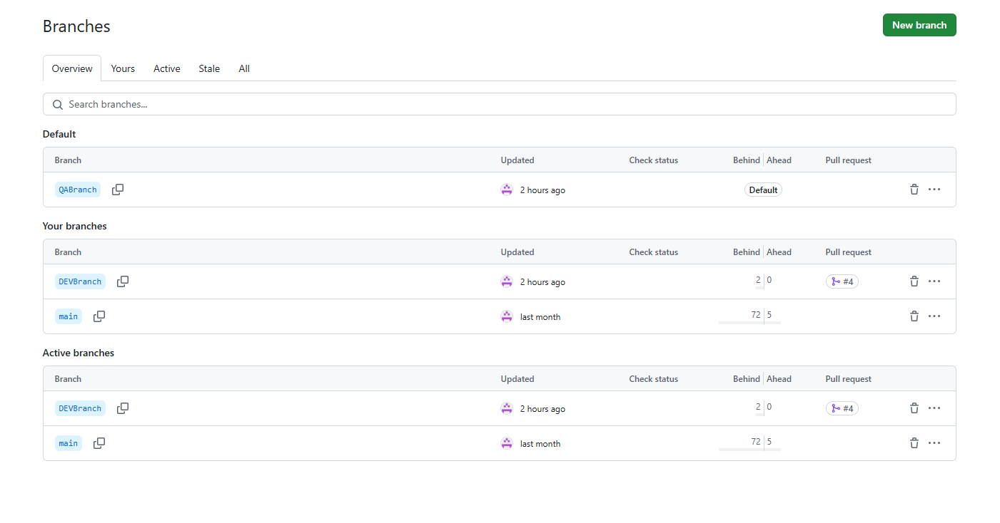 Branches
New branch
Overview Yours Active Stale All
Search branches...
Default
Branch Updated Check status Behind Ahead Pull request
QABranch 2 hours ago Default
Your branches
Branch Updated Check status Behind Ahead Pull request
DEVBranch 2 hours ago 2 0 #4
main last month 72 5
Active branches
Branch Updated Check status Behind Ahead Pull request
DEVBranch 2 hours ago 2 0 #4
main last month 72 5